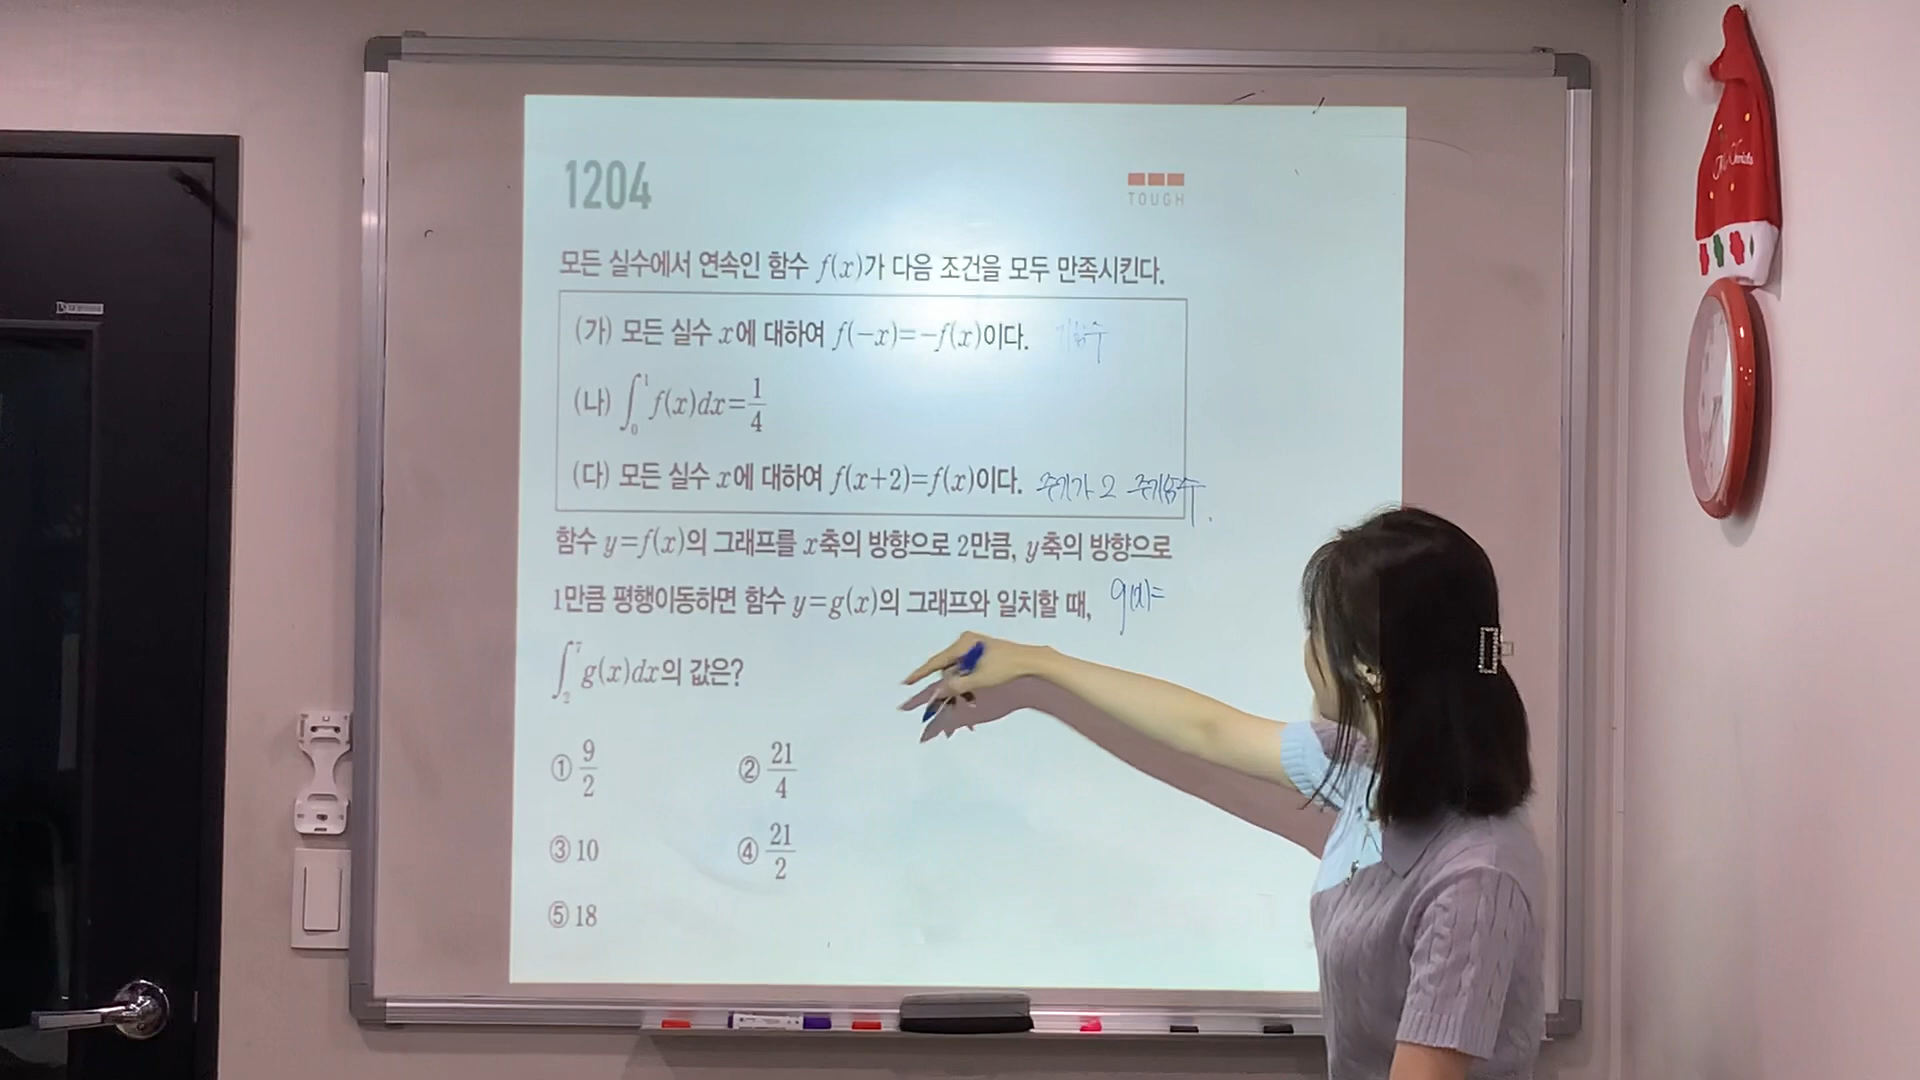 1204
TOUGH
모든 실수에서 연속인 함수 f(x)가 다음 조건을 모두 만족시킨다.
(가) 모든 실수 x에 대하여 f(−x)=−f(x)이다. 기함수
(나) ∫₀¹ f(x)dx=1/4
(다) 모든 실수 x에 대하여 f(x+2)=f(x)이다. 주기가 2 주기함수
함수 y=f(x)의 그래프를 x축의 방향으로 2만큼, y축의 방향으로
1만큼 평행이동하면 함수 y=g(x)의 그래프와 일치할 때, g(x)=
∫₂⁷ g(x)dx의 값은?
① 9/2 ② 21/4
③ 10 ④ 21/2
⑤ 18